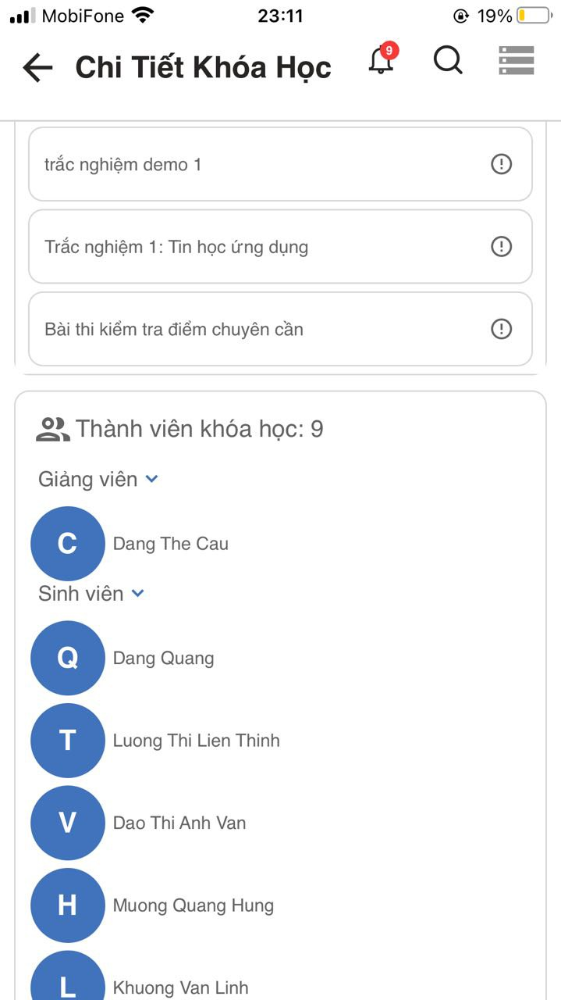 MobiFone 23:11 19%
Chi Tiết Khóa Học 9
trắc nghiệm demo 1
Trắc nghiệm 1: Tin học ứng dụng
Bài thi kiểm tra điểm chuyên cần
Thành viên khóa học: 9
Giảng viên
C Dang The Cau
Sinh viên
Q Dang Quang
T Luong Thi Lien Thinh
V Dao Thi Anh Van
H Muong Quang Hung
L Khuong Van Linh